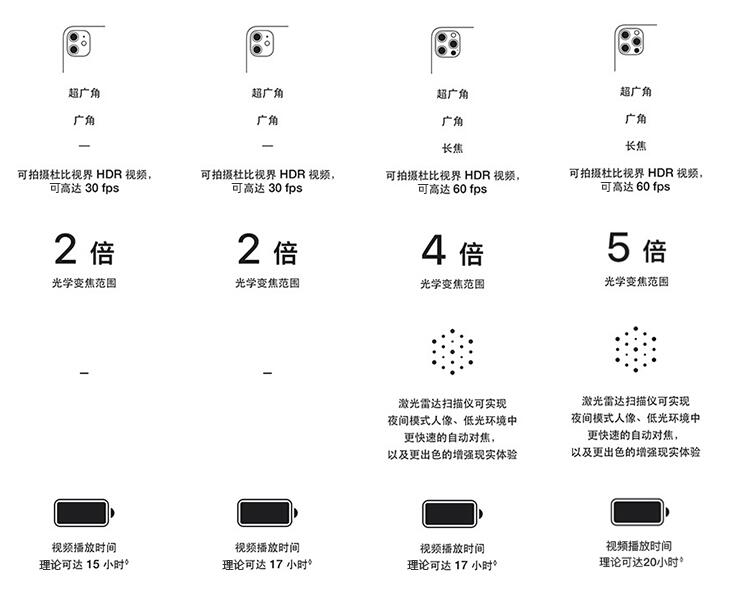 超广角
广角
—
可拍摄杜比视界 HDR 视频，
可高达 30 fps
2 倍
光学变焦范围
–
视频播放时间
理论可达 15 小时◊
超广角
广角
—
可拍摄杜比视界 HDR 视频，
可高达 30 fps
2 倍
光学变焦范围
–
视频播放时间
理论可达 17 小时◊
超广角
广角
长焦
可拍摄杜比视界 HDR 视频，
可高达 60 fps
4 倍
光学变焦范围
激光雷达扫描仪可实现
夜间模式人像、低光环境中
更快速的自动对焦，
以及更出色的增强现实体验
视频播放时间
理论可达 17 小时◊
超广角
广角
长焦
可拍摄杜比视界 HDR 视频，
可高达 60 fps
5 倍
光学变焦范围
激光雷达扫描仪可实现
夜间模式人像、低光环境中
更快速的自动对焦，
以及更出色的增强现实体验
视频播放时间
理论可达20小时◊